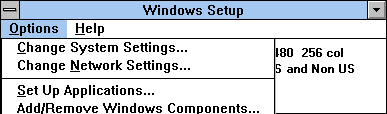 Windows Setup
Options Help
Change System Settings...
480 256 col
Change Network Settings...
S and Non US
Set Up Applications...
Add/Remove Windows Components...